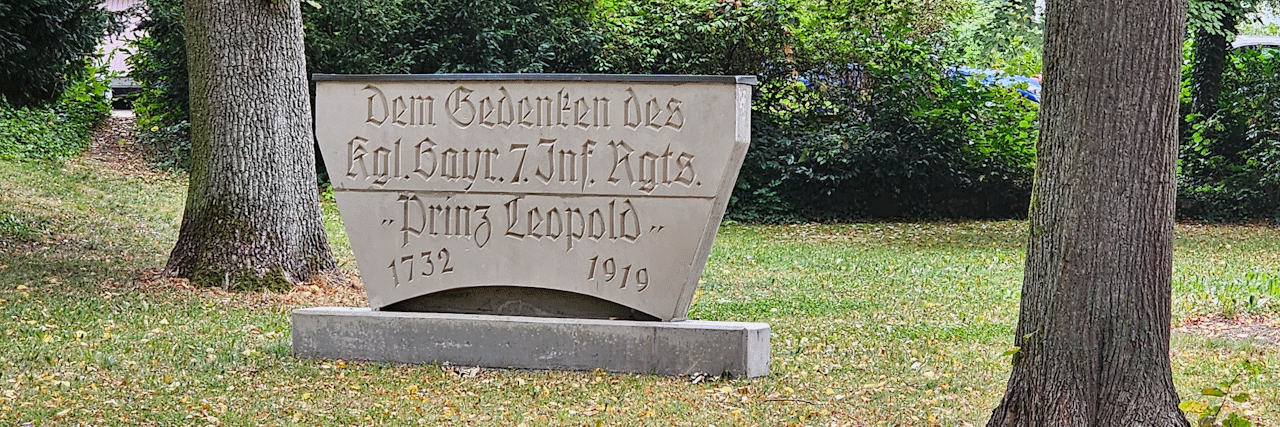 Dem Gedenken des
Kgl. Bayr. 7. Inf. Rgts.
"Prinz Leopold"
1732 1919